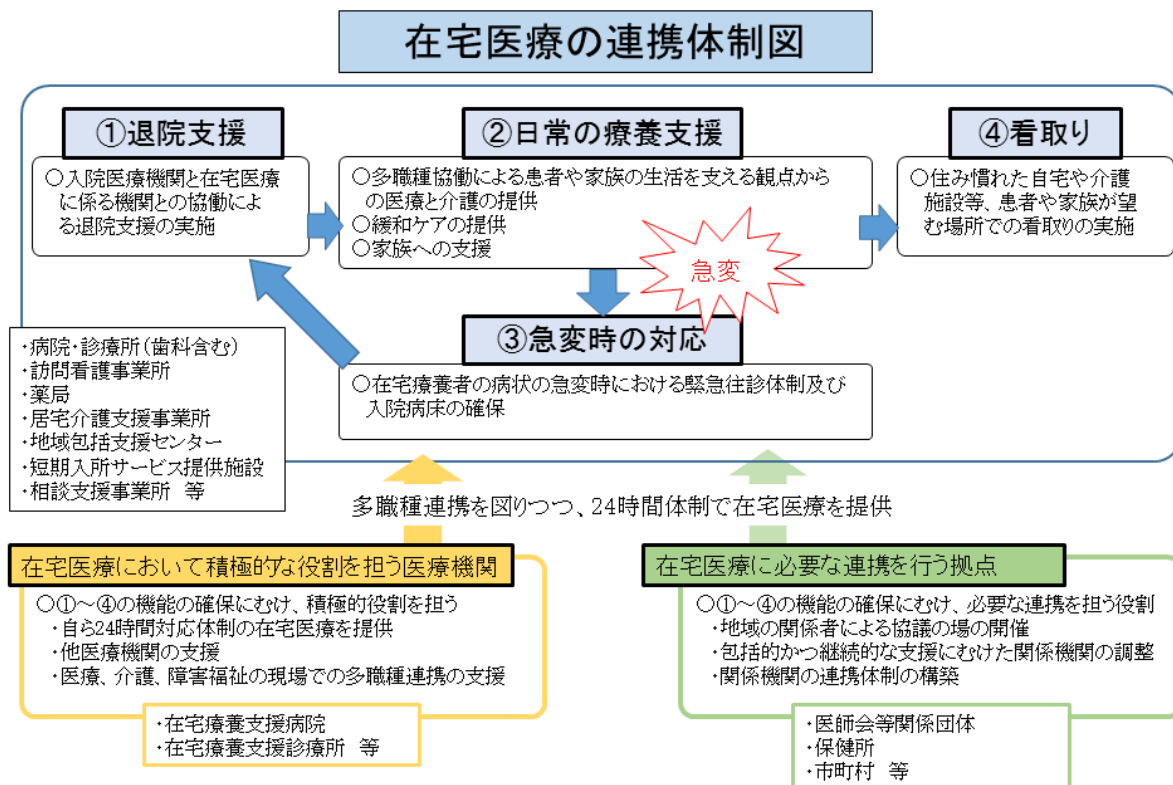 在宅医療の連携体制図
①退院支援
○入院医療機関と在宅医療
に係る機関との協働によ
る退院支援の実施
②日常の療養支援
○多職種協働による患者や家族の生活を支える観点から
の医療と介護の提供
○緩和ケアの提供
○家族への支援
急変
④看取り
○住み慣れた自宅や介護
施設等、患者や家族が望
む場所での看取りの実施
③急変時の対応
○在宅療養者の病状の急変時における緊急往診体制及び
入院病床の確保
・病院・診療所(歯科含む)
・訪問看護事業所
・薬局
・居宅介護支援事業所
・地域包括支援センター
・短期入所サービス提供施設
・相談支援事業所 等
多職種連携を図りつつ、24時間体制で在宅医療を提供
在宅医療において積極的な役割を担う医療機関
○①～④の機能の確保にむけ、積極的役割を担う
・自ら24時間対応体制の在宅医療を提供
・他医療機関の支援
・医療、介護、障害福祉の現場での多職種連携の支援
・在宅療養支援病院
・在宅療養支援診療所 等
在宅医療に必要な連携を行う拠点
○①～④の機能の確保にむけ、必要な連携を担う役割
・地域の関係者による協議の場の開催
・包括的かつ継続的な支援にむけた関係機関の調整
・関係機関の連携体制の構築
・医師会等関係団体
・保健所
・市町村 等